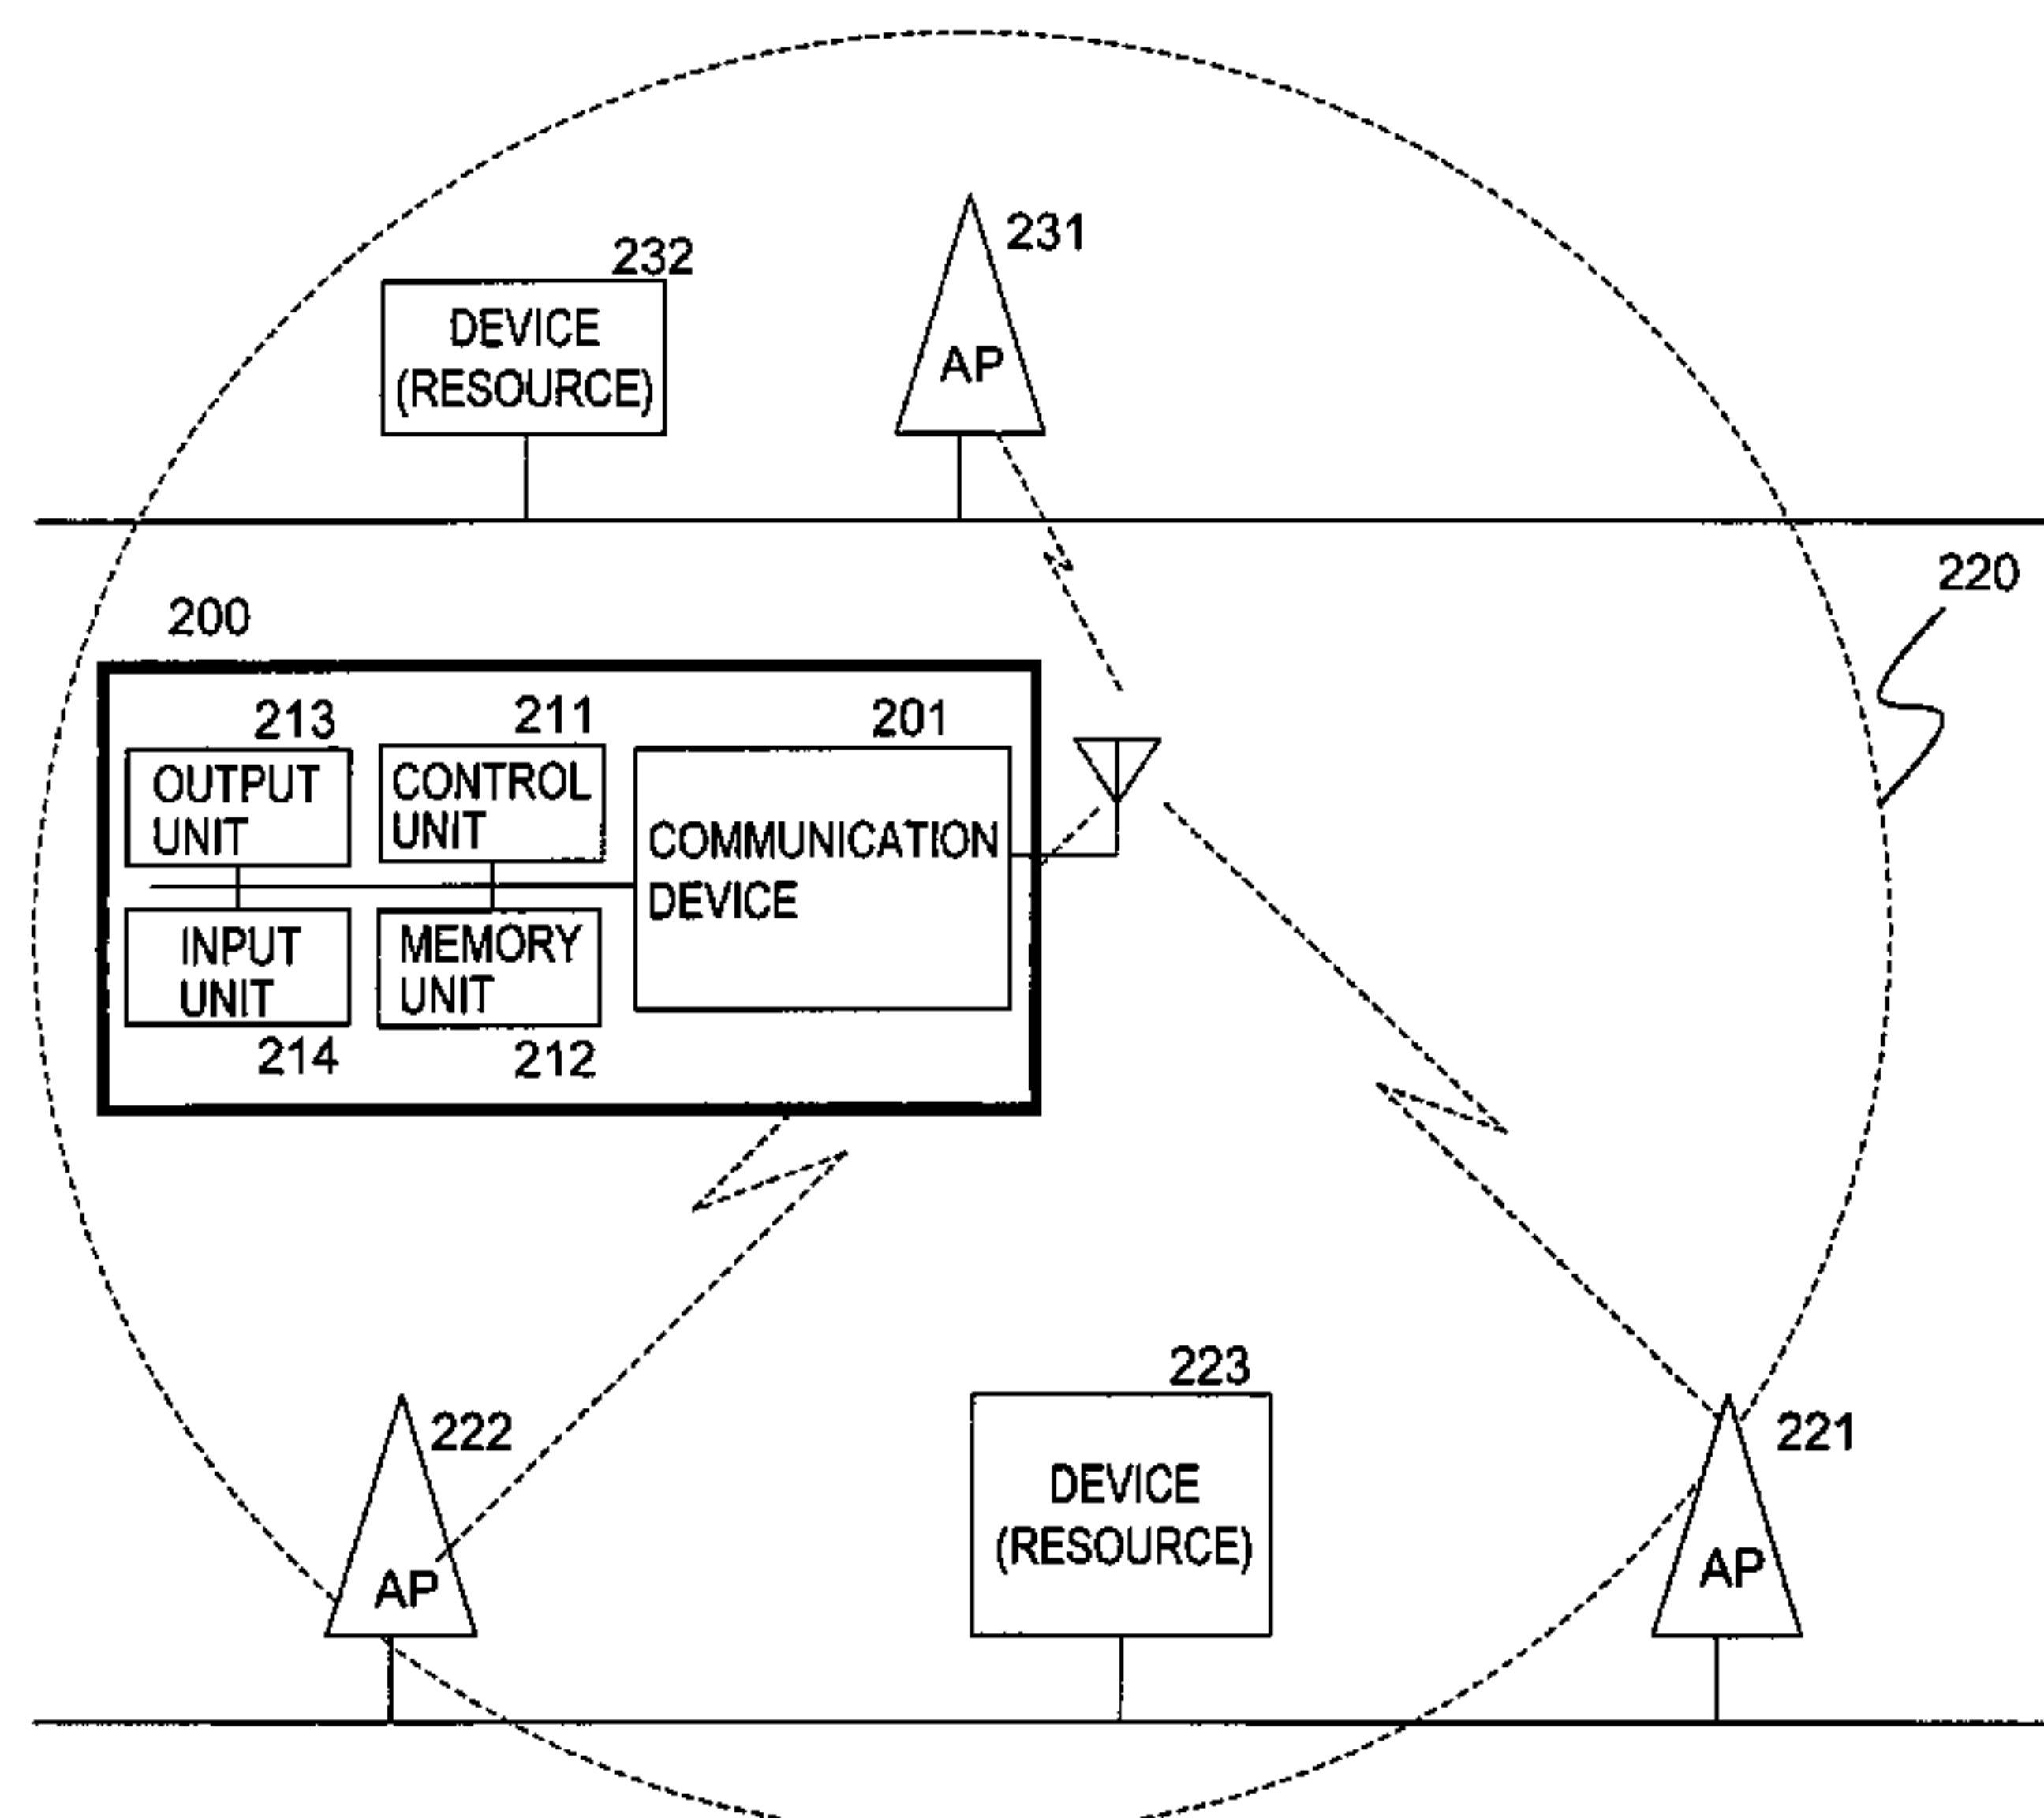 231
232
DEVICE
(RESOURCE)
AP
220
200
213
211
201
OUTPUT
UNIT
CONTROL
UNIT
COMMUNICATION
DEVICE
INPUT
UNIT
MEMORY
UNIT
214
212
223
222
221
DEVICE
(RESOURCE)
AP
AP